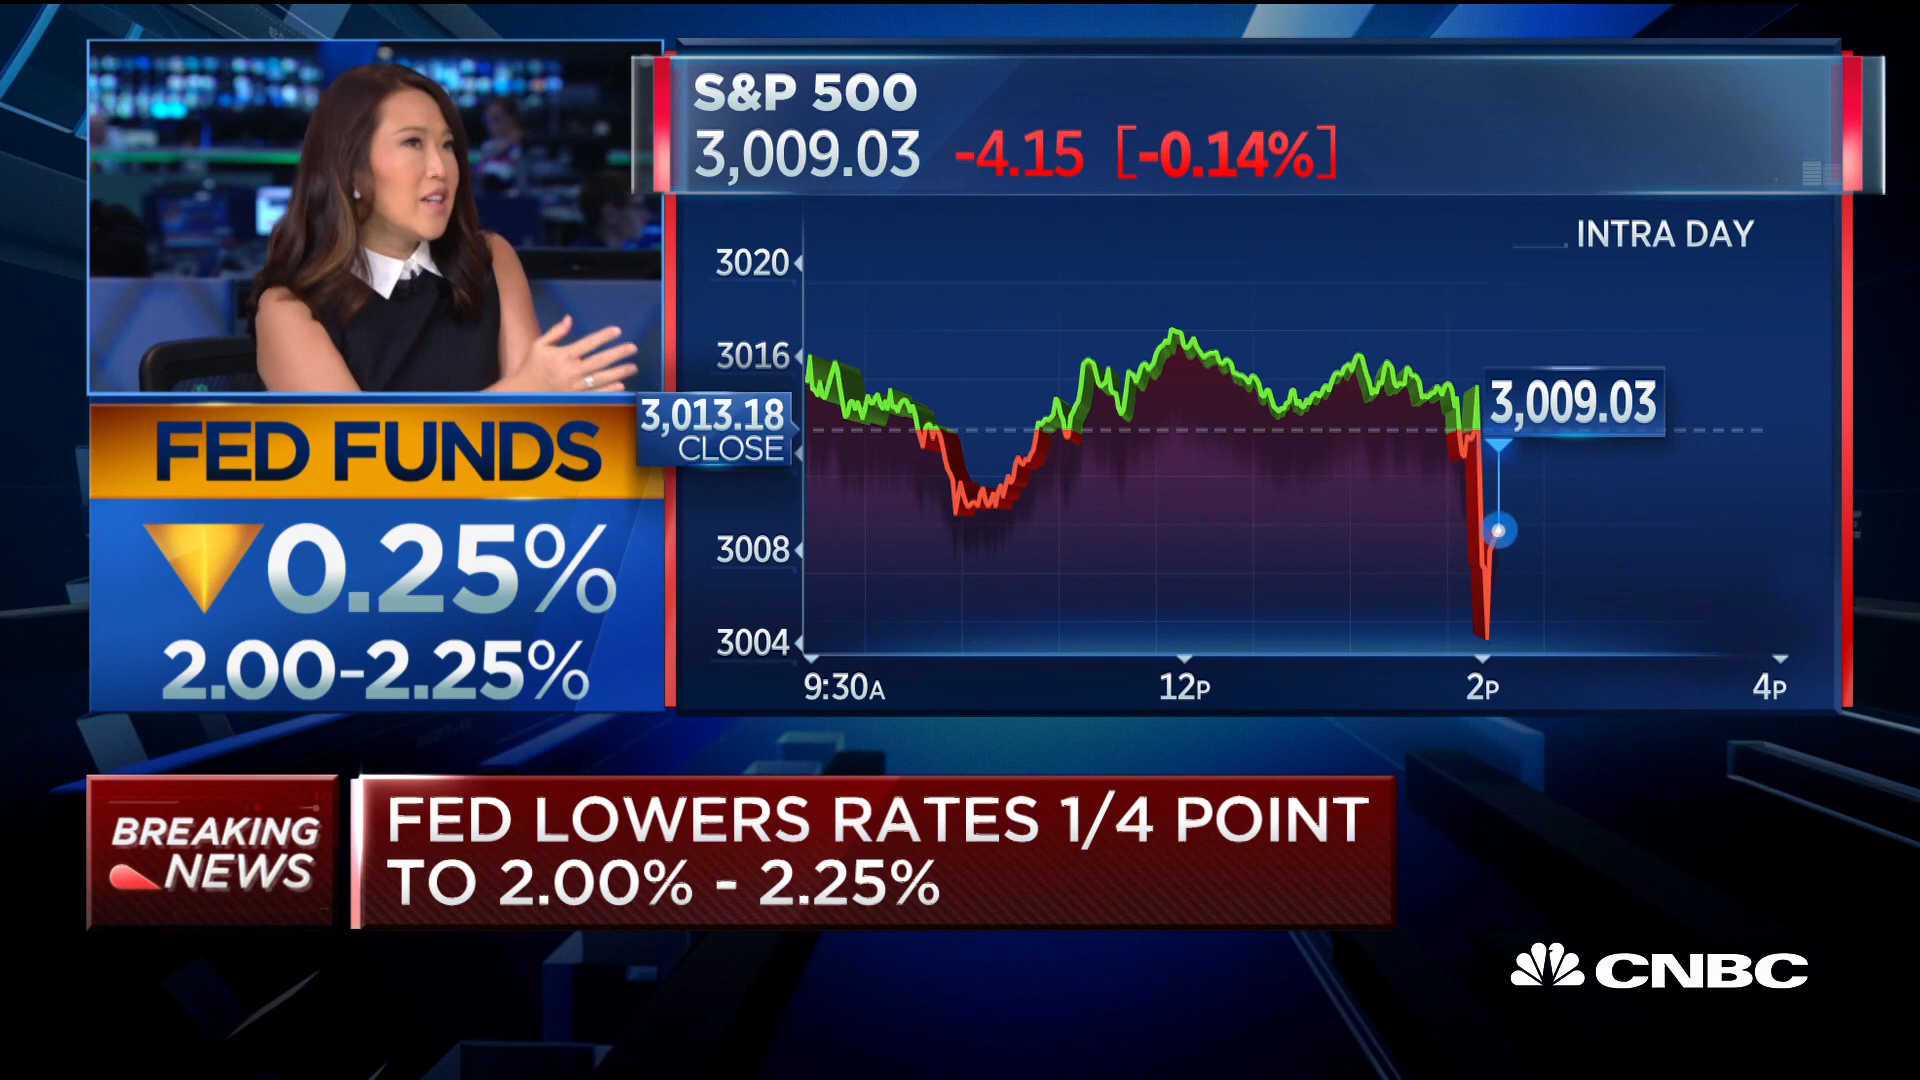 S&P 500
3,009.03 -4.15 [-0.14%]
INTRA DAY
3020
3016
3,013.18
CLOSE
3008
3004
3,009.03
9:30A 12P 2P 4P
FED FUNDS
0.25%
2.00-2.25%
BREAKING
NEWS
FED LOWERS RATES 1/4 POINT
TO 2.00% - 2.25%
CNBC